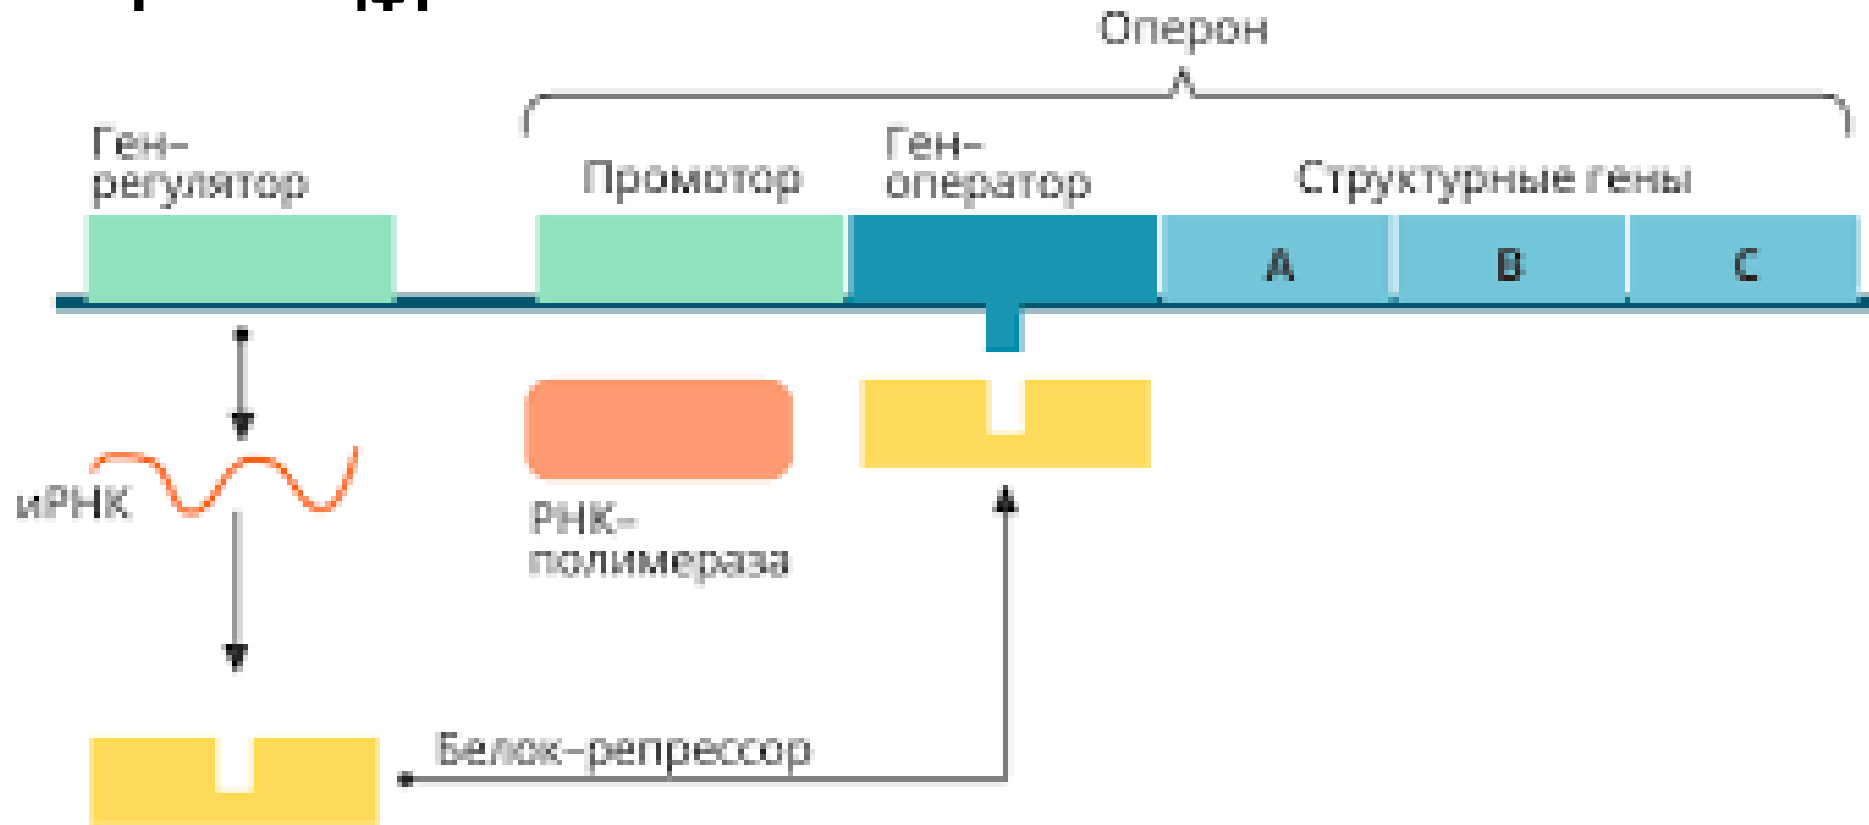 Оперон
Ген–
регулятор
Промотор
Ген–
оператор
Структурные гены
A
B
C
иРНК
РНК–
полимераза
Белок–репрессор